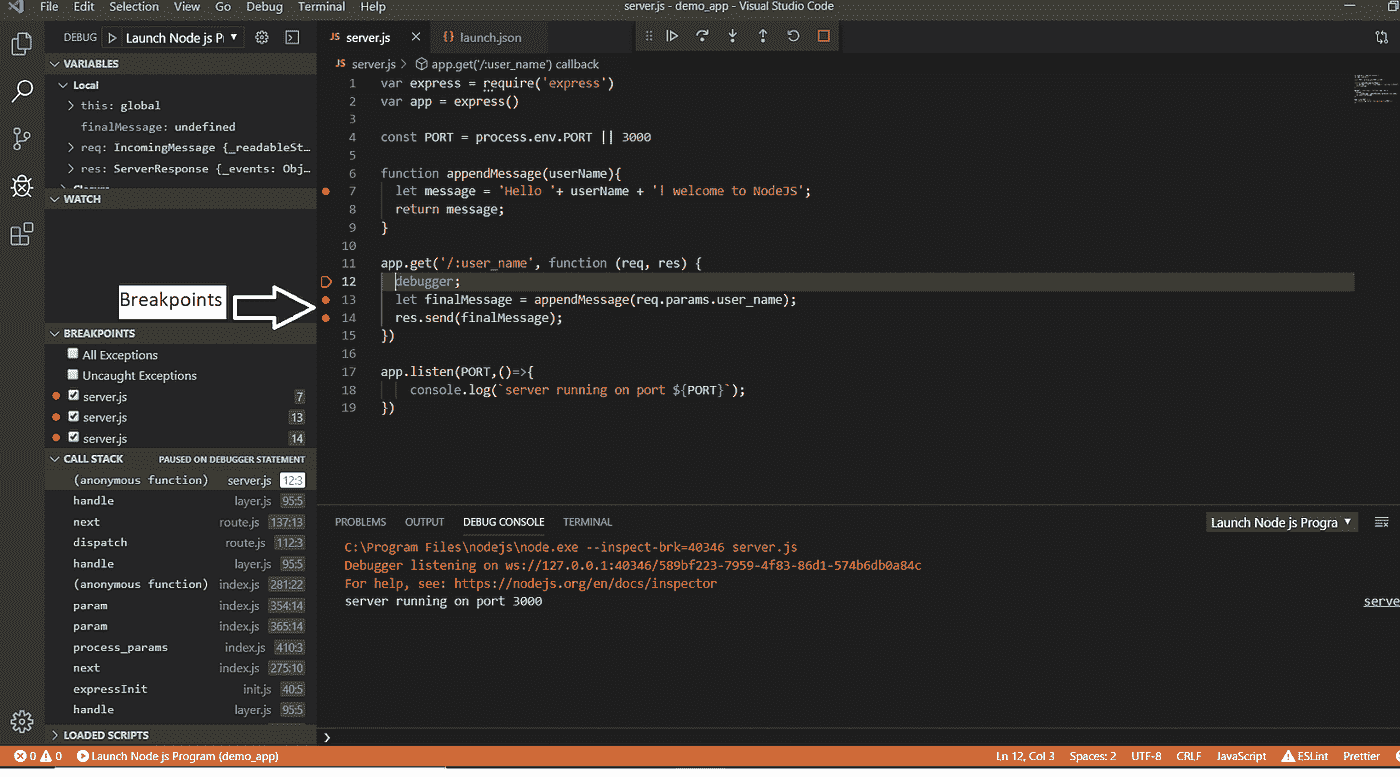 File Edit Selection View Go Debug Terminal Help
server.js - demo_app - Visual Studio Code
DEBUG Launch Node js P
JS server.js
{} launch.json
JS server.js > app.get('/:user_name') callback
VARIABLES
Local
this: global
finalMessage: undefined
req: IncomingMessage {_readableSt…
res: ServerResponse {_events: Obj…
Closure
WATCH
Breakpoints
BREAKPOINTS
All Exceptions
Uncaught Exceptions
server.js 7
server.js 13
server.js 14
CALL STACK PAUSED ON DEBUGGER STATEMENT
(anonymous function) server.js 12:3
handle layer.js 95:5
next route.js 137:13
dispatch route.js 112:3
handle layer.js 95:5
(anonymous function) index.js 281:22
param index.js 354:14
param index.js 365:14
process_params index.js 410:3
next index.js 275:10
expressInit init.js 40:5
handle layer.js 95:5
LOADED SCRIPTS
1 var express = require('express')
2 var app = express()
3
4 const PORT = process.env.PORT || 3000
5
6 function appendMessage(userName){
7 let message = 'Hello '+ userName + '! welcome to NodeJS';
8 return message;
9 }
10
11 app.get('/:user_name', function (req, res) {
12 debugger;
13 let finalMessage = appendMessage(req.params.user_name);
14 res.send(finalMessage);
15 })
16
17 app.listen(PORT,()=>{
18 console.log(`server running on port ${PORT}`);
19 })
PROBLEMS OUTPUT DEBUG CONSOLE TERMINAL
Launch Node js Progra
C:\Program Files\nodejs\node.exe --inspect-brk=40346 server.js
Debugger listening on ws://127.0.0.1:40346/589bf223-7959-4f83-86d1-574b6db0a84c
For help, see: https://nodejs.org/en/docs/inspector
server running on port 3000
serve
0 0 Launch Node js Program (demo_app)
Ln 12, Col 3 Spaces: 2 UTF-8 CRLF JavaScript ESLint Prettier